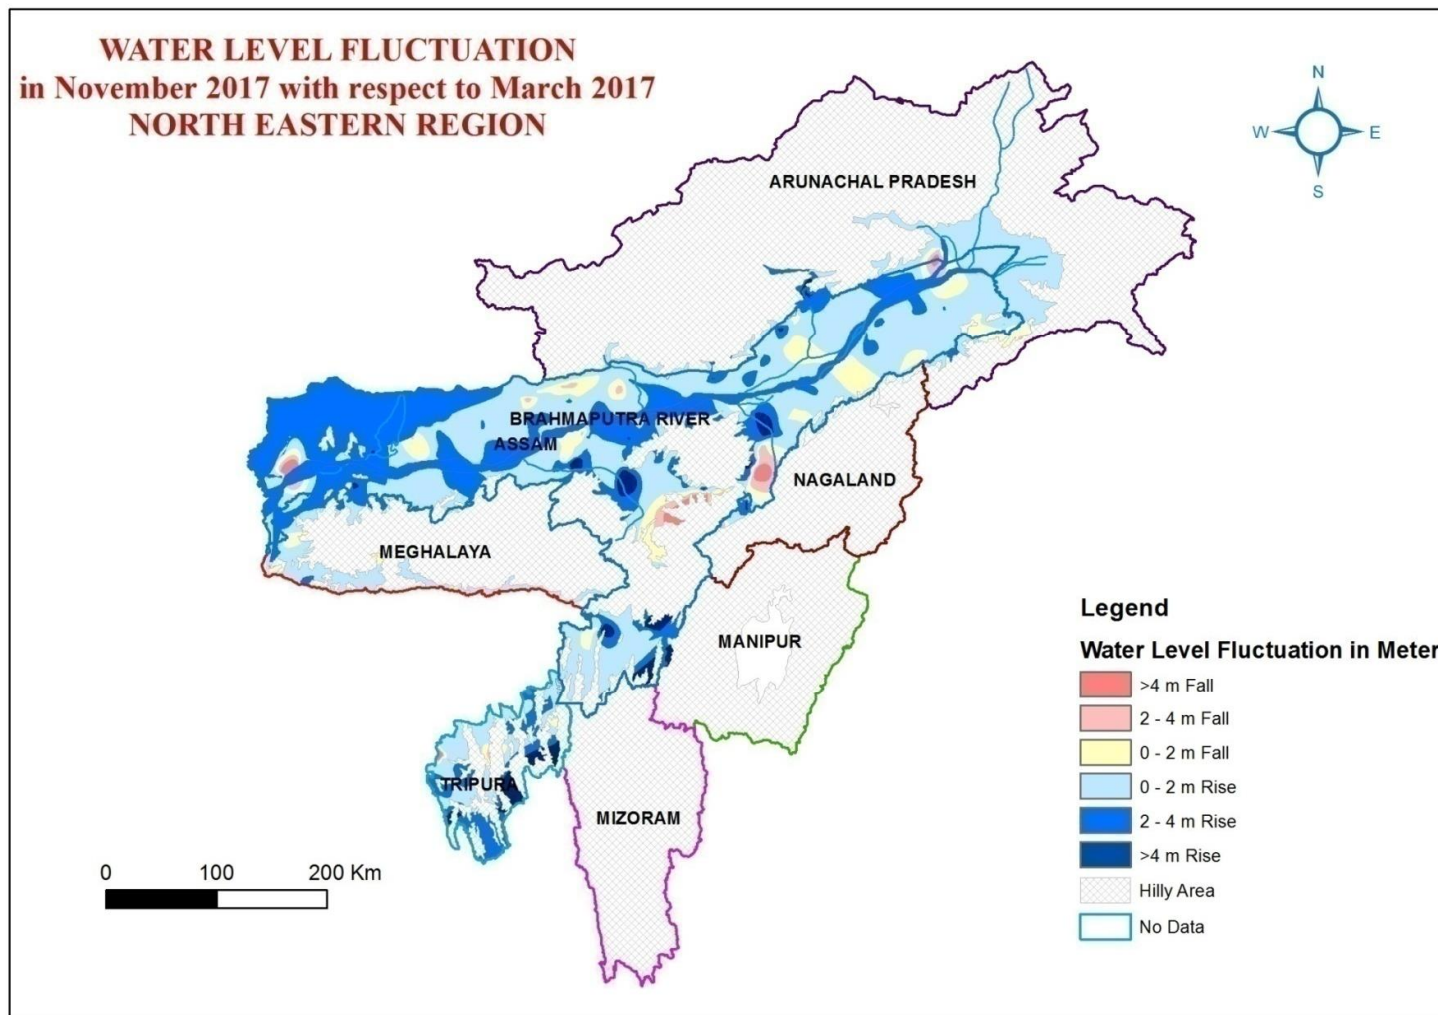 WATER LEVEL FLUCTUATION
in November 2017 with respect to March 2017
NORTH EASTERN REGION
N
W E
S
ARUNACHAL PRADESH
BRAHMAPUTRA RIVER
ASSAM
NAGALAND
MEGHALAYA
MANIPUR
TRIPURA
MIZORAM
0 100 200 Km
Legend
Water Level Fluctuation in Meter
>4 m Fall
2 - 4 m Fall
0 - 2 m Fall
0 - 2 m Rise
2 - 4 m Rise
>4 m Rise
Hilly Area
No Data